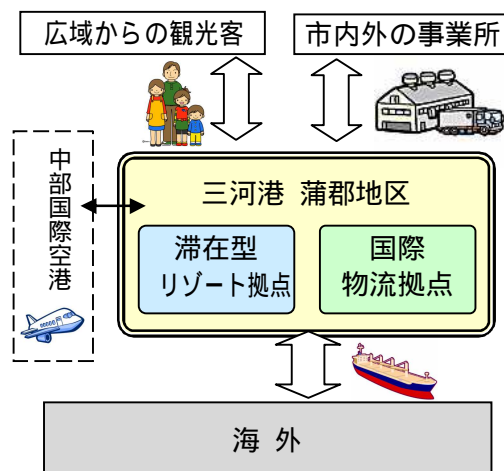 広域からの観光客
市内外の事業所
中部国際空港
三河港 蒲郡地区
滞在型
リゾート拠点
国際
物流拠点
海 外